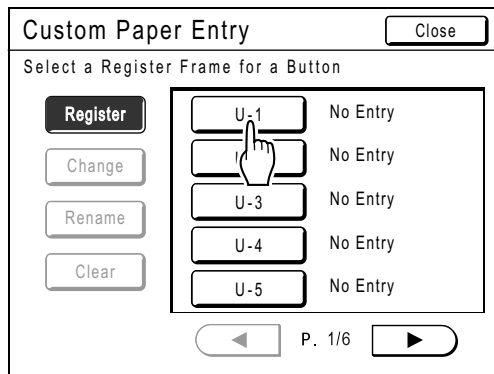 Custom Paper Entry Close
Select a Register Frame for a Button
Register U-1 No Entry
Change No Entry
Rename U-3 No Entry
U-4 No Entry
Clear U-5 No Entry
P. 1/6